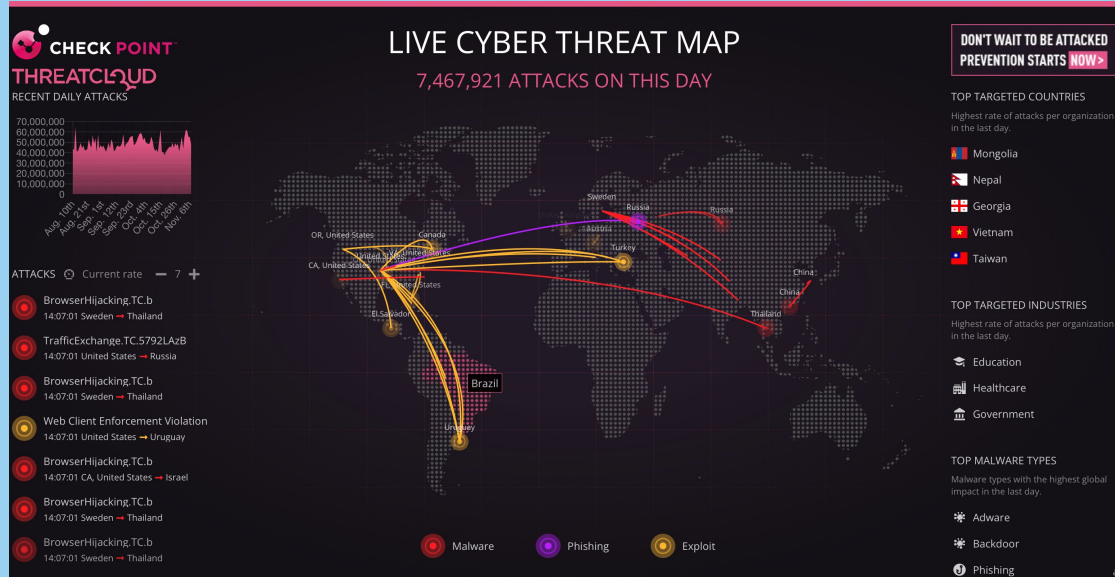 CHECK POINT™
THREATCLOUD
RECENT DAILY ATTACKS
70,000,000
60,000,000
50,000,000
40,000,000
30,000,000
20,000,000
10,000,000
0
Aug. 10th
Aug. 21st
Sep. 1st
Sep. 12th
Sep. 23rd
Oct. 4th
Oct. 15th
Oct. 26th
Nov. 6th
ATTACKS Current rate — 7 +
BrowserHijacking.TC.b
14:07:01 Sweden → Thailand
TrafficExchange.TC.5792LAzB
14:07:01 United States → Russia
BrowserHijacking.TC.b
14:07:01 Sweden → Thailand
Web Client Enforcement Violation
14:07:01 United States → Uruguay
BrowserHijacking.TC.b
14:07:01 CA, United States → Israel
BrowserHijacking.TC.b
14:07:01 Sweden → Thailand
BrowserHijacking.TC.b
14:07:01 Sweden → Thailand
LIVE CYBER THREAT MAP
7,467,921 ATTACKS ON THIS DAY
Sweden
Russia
Russia
OR, United States
Canada
Austria
Turkey
VA, United States
United States
CA, United States
FL, United States
China
China
El Salvador
Thailand
Brazil
Uruguay
Malware
Phishing
Exploit
DON'T WAIT TO BE ATTACKED
PREVENTION STARTS NOW >
TOP TARGETED COUNTRIES
Highest rate of attacks per organization
in the last day.
Mongolia
Nepal
Georgia
Vietnam
Taiwan
TOP TARGETED INDUSTRIES
Highest rate of attacks per organization
in the last day.
Education
Healthcare
Government
TOP MALWARE TYPES
Malware types with the highest global
impact in the last day.
Adware
Backdoor
Phishing